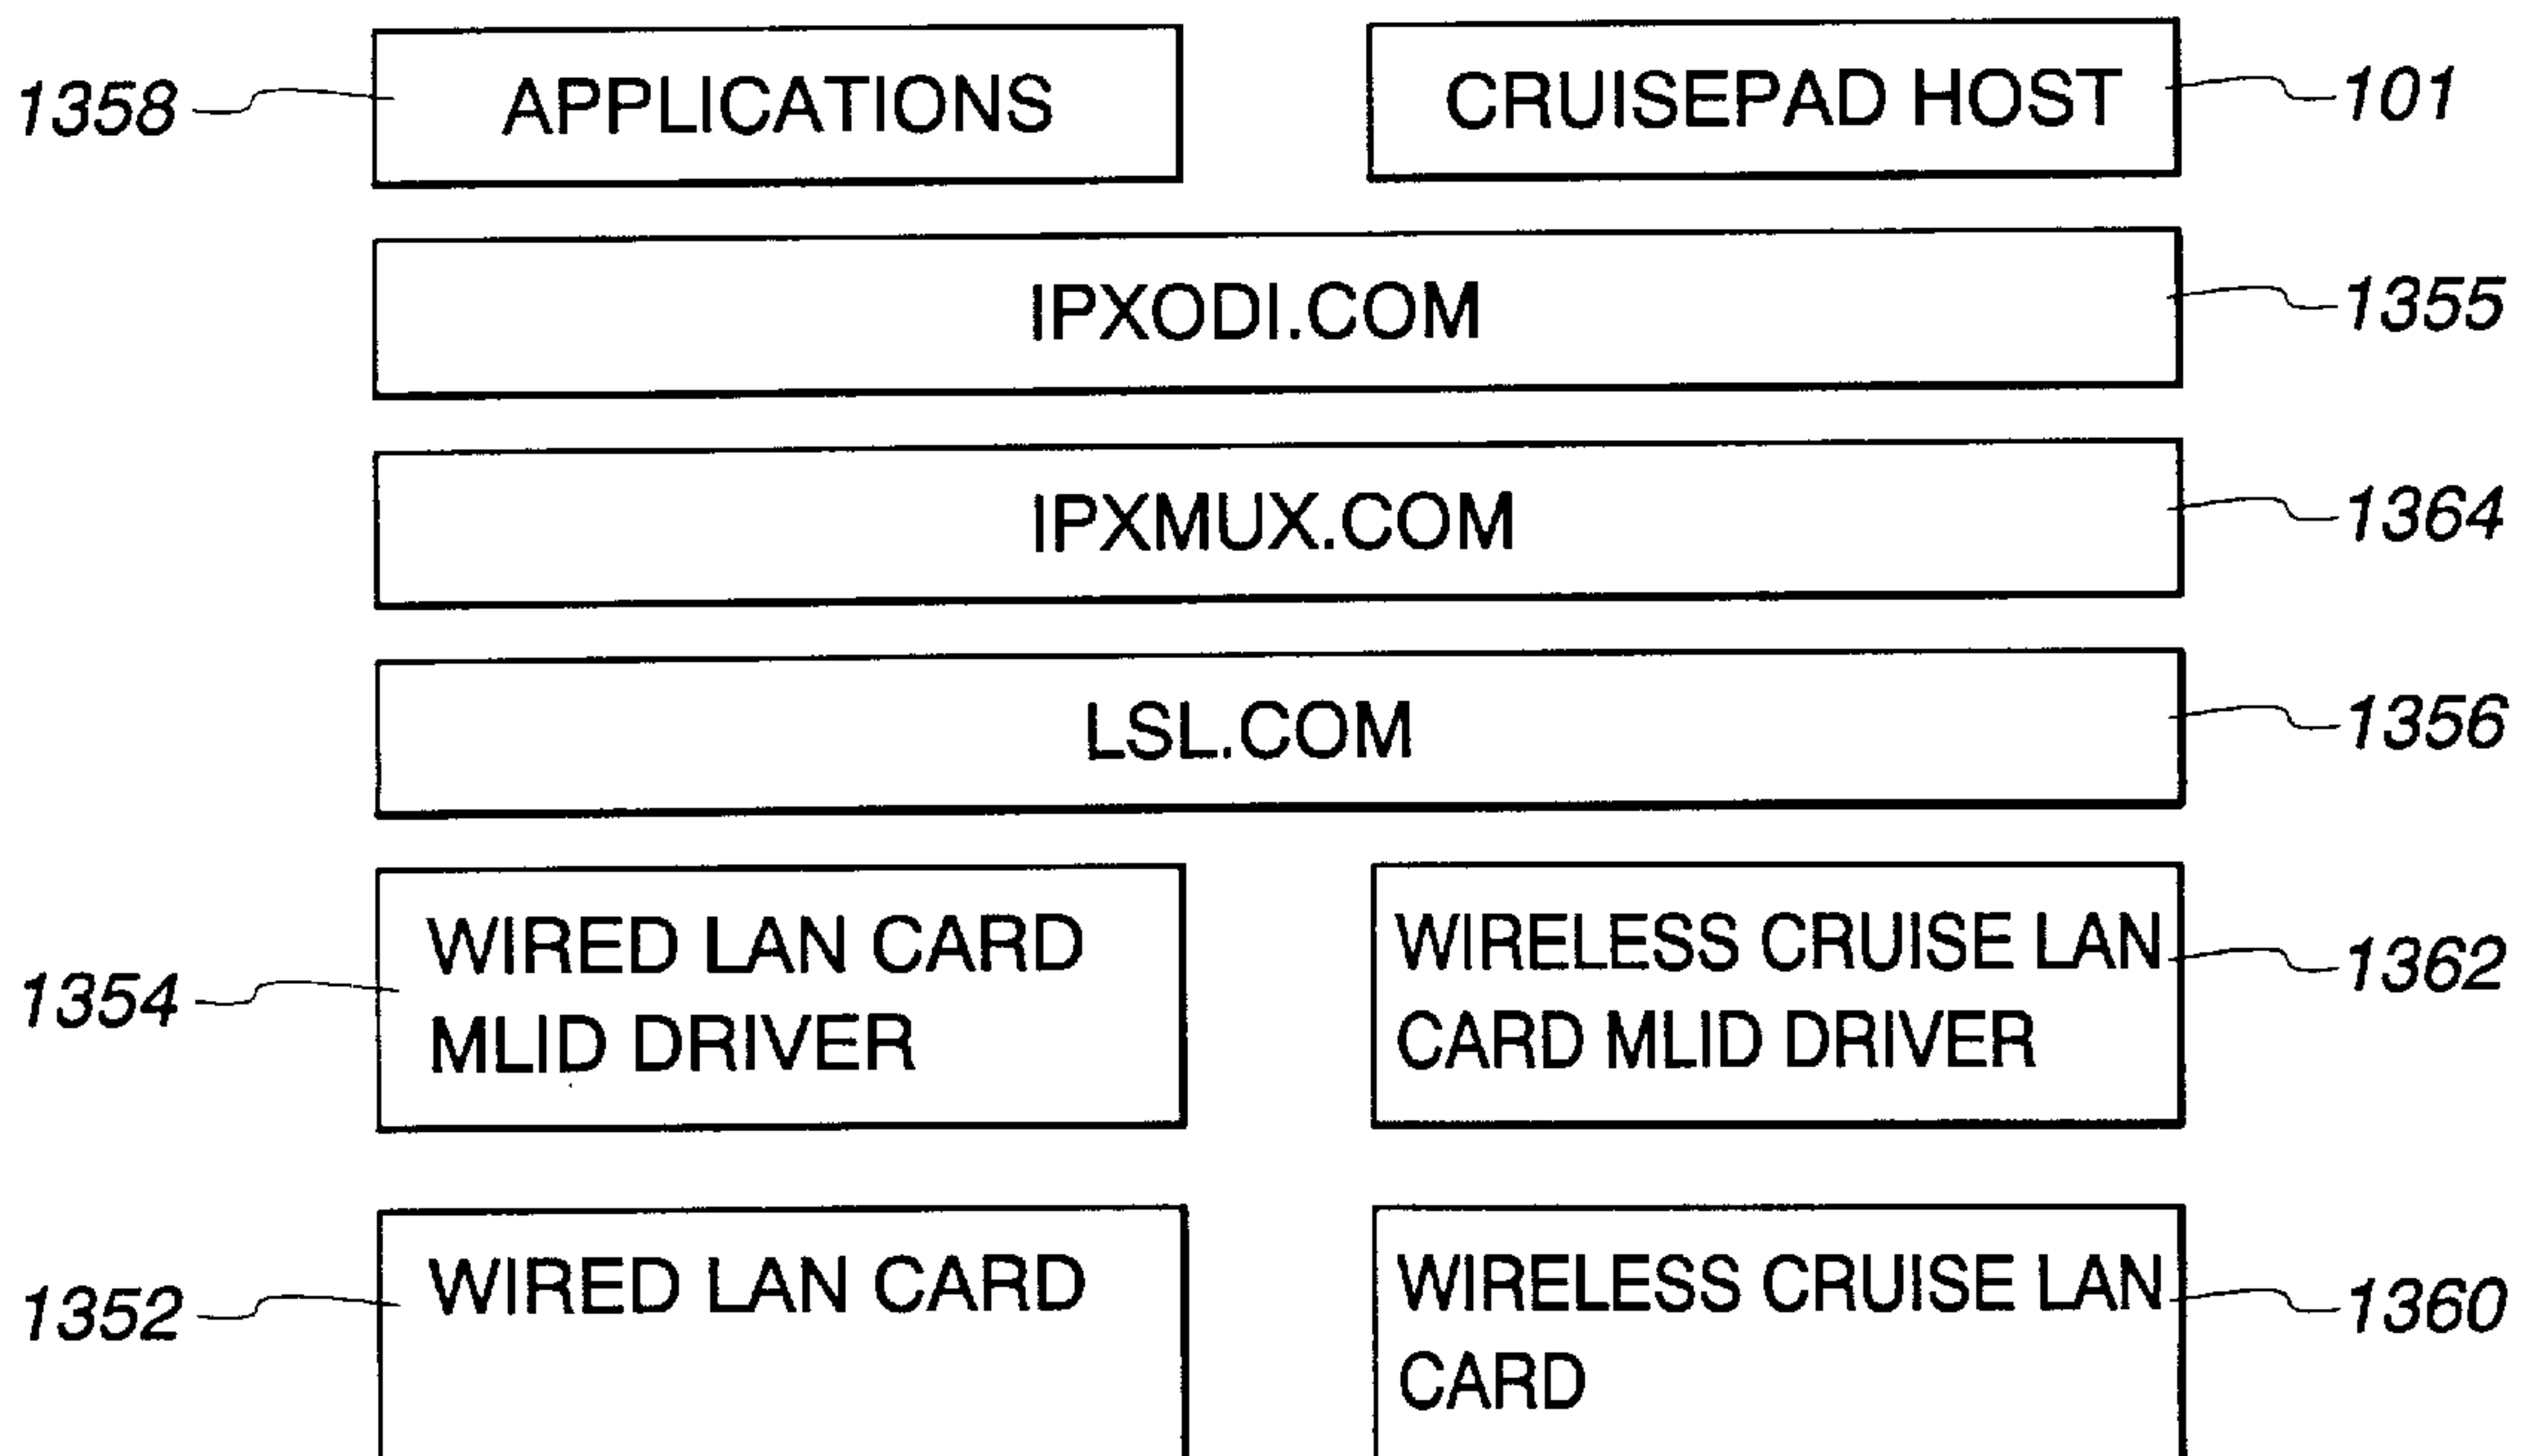 1358
APPLICATIONS
CRUISEPAD HOST
101
IPXODI.COM
1355
IPXMUX.COM
1364
LSL.COM
1356
1354
WIRED LAN CARD
MLID DRIVER
WIRELESS CRUISE LAN
CARD MLID DRIVER
1362
1352
WIRED LAN CARD
WIRELESS CRUISE LAN
CARD
1360